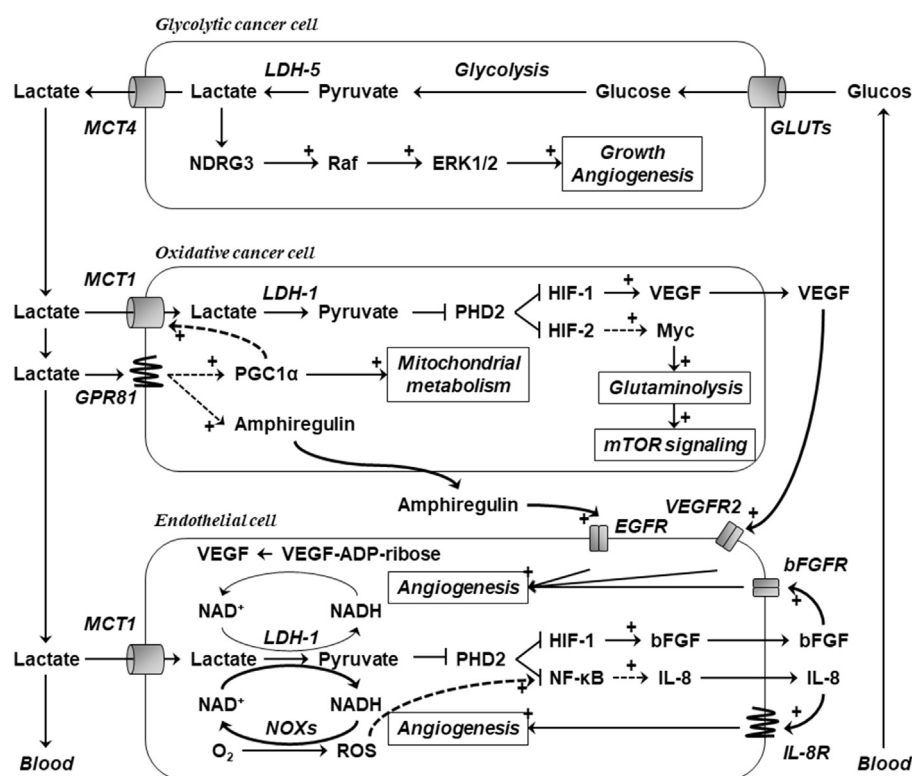 Glycolytic cancer cell
Lactate
MCT4
Lactate
LDH-5
Pyruvate
Glycolysis
Glucose
GLUTs
Glucos
NDRG3
+
Raf
+
ERK1/2
+
Growth
Angiogenesis
Oxidative cancer cell
MCT1
Lactate
Lactate
LDH-1
Pyruvate
PHD2
HIF-1
+
VEGF
VEGF
HIF-2
+
Myc
+
Lactate
GPR81
+
PGC1α
+
Mitochondrial
metabolism
+
Glutaminolysis
+
mTOR signaling
+
Amphiregulin
Amphiregulin
+
EGFR
VEGFR2
+
Endothelial cell
VEGF
VEGF-ADP-ribose
NAD+
NADH
Angiogenesis
+
bFGFR
+
MCT1
Lactate
Lactate
LDH-1
Pyruvate
PHD2
HIF-1
+
bFGF
bFGF
NF-κB
+
+
IL-8
IL-8
NAD+
NADH
NOXs
O2
ROS
Angiogenesis
+
+
IL-8R
Blood
Blood